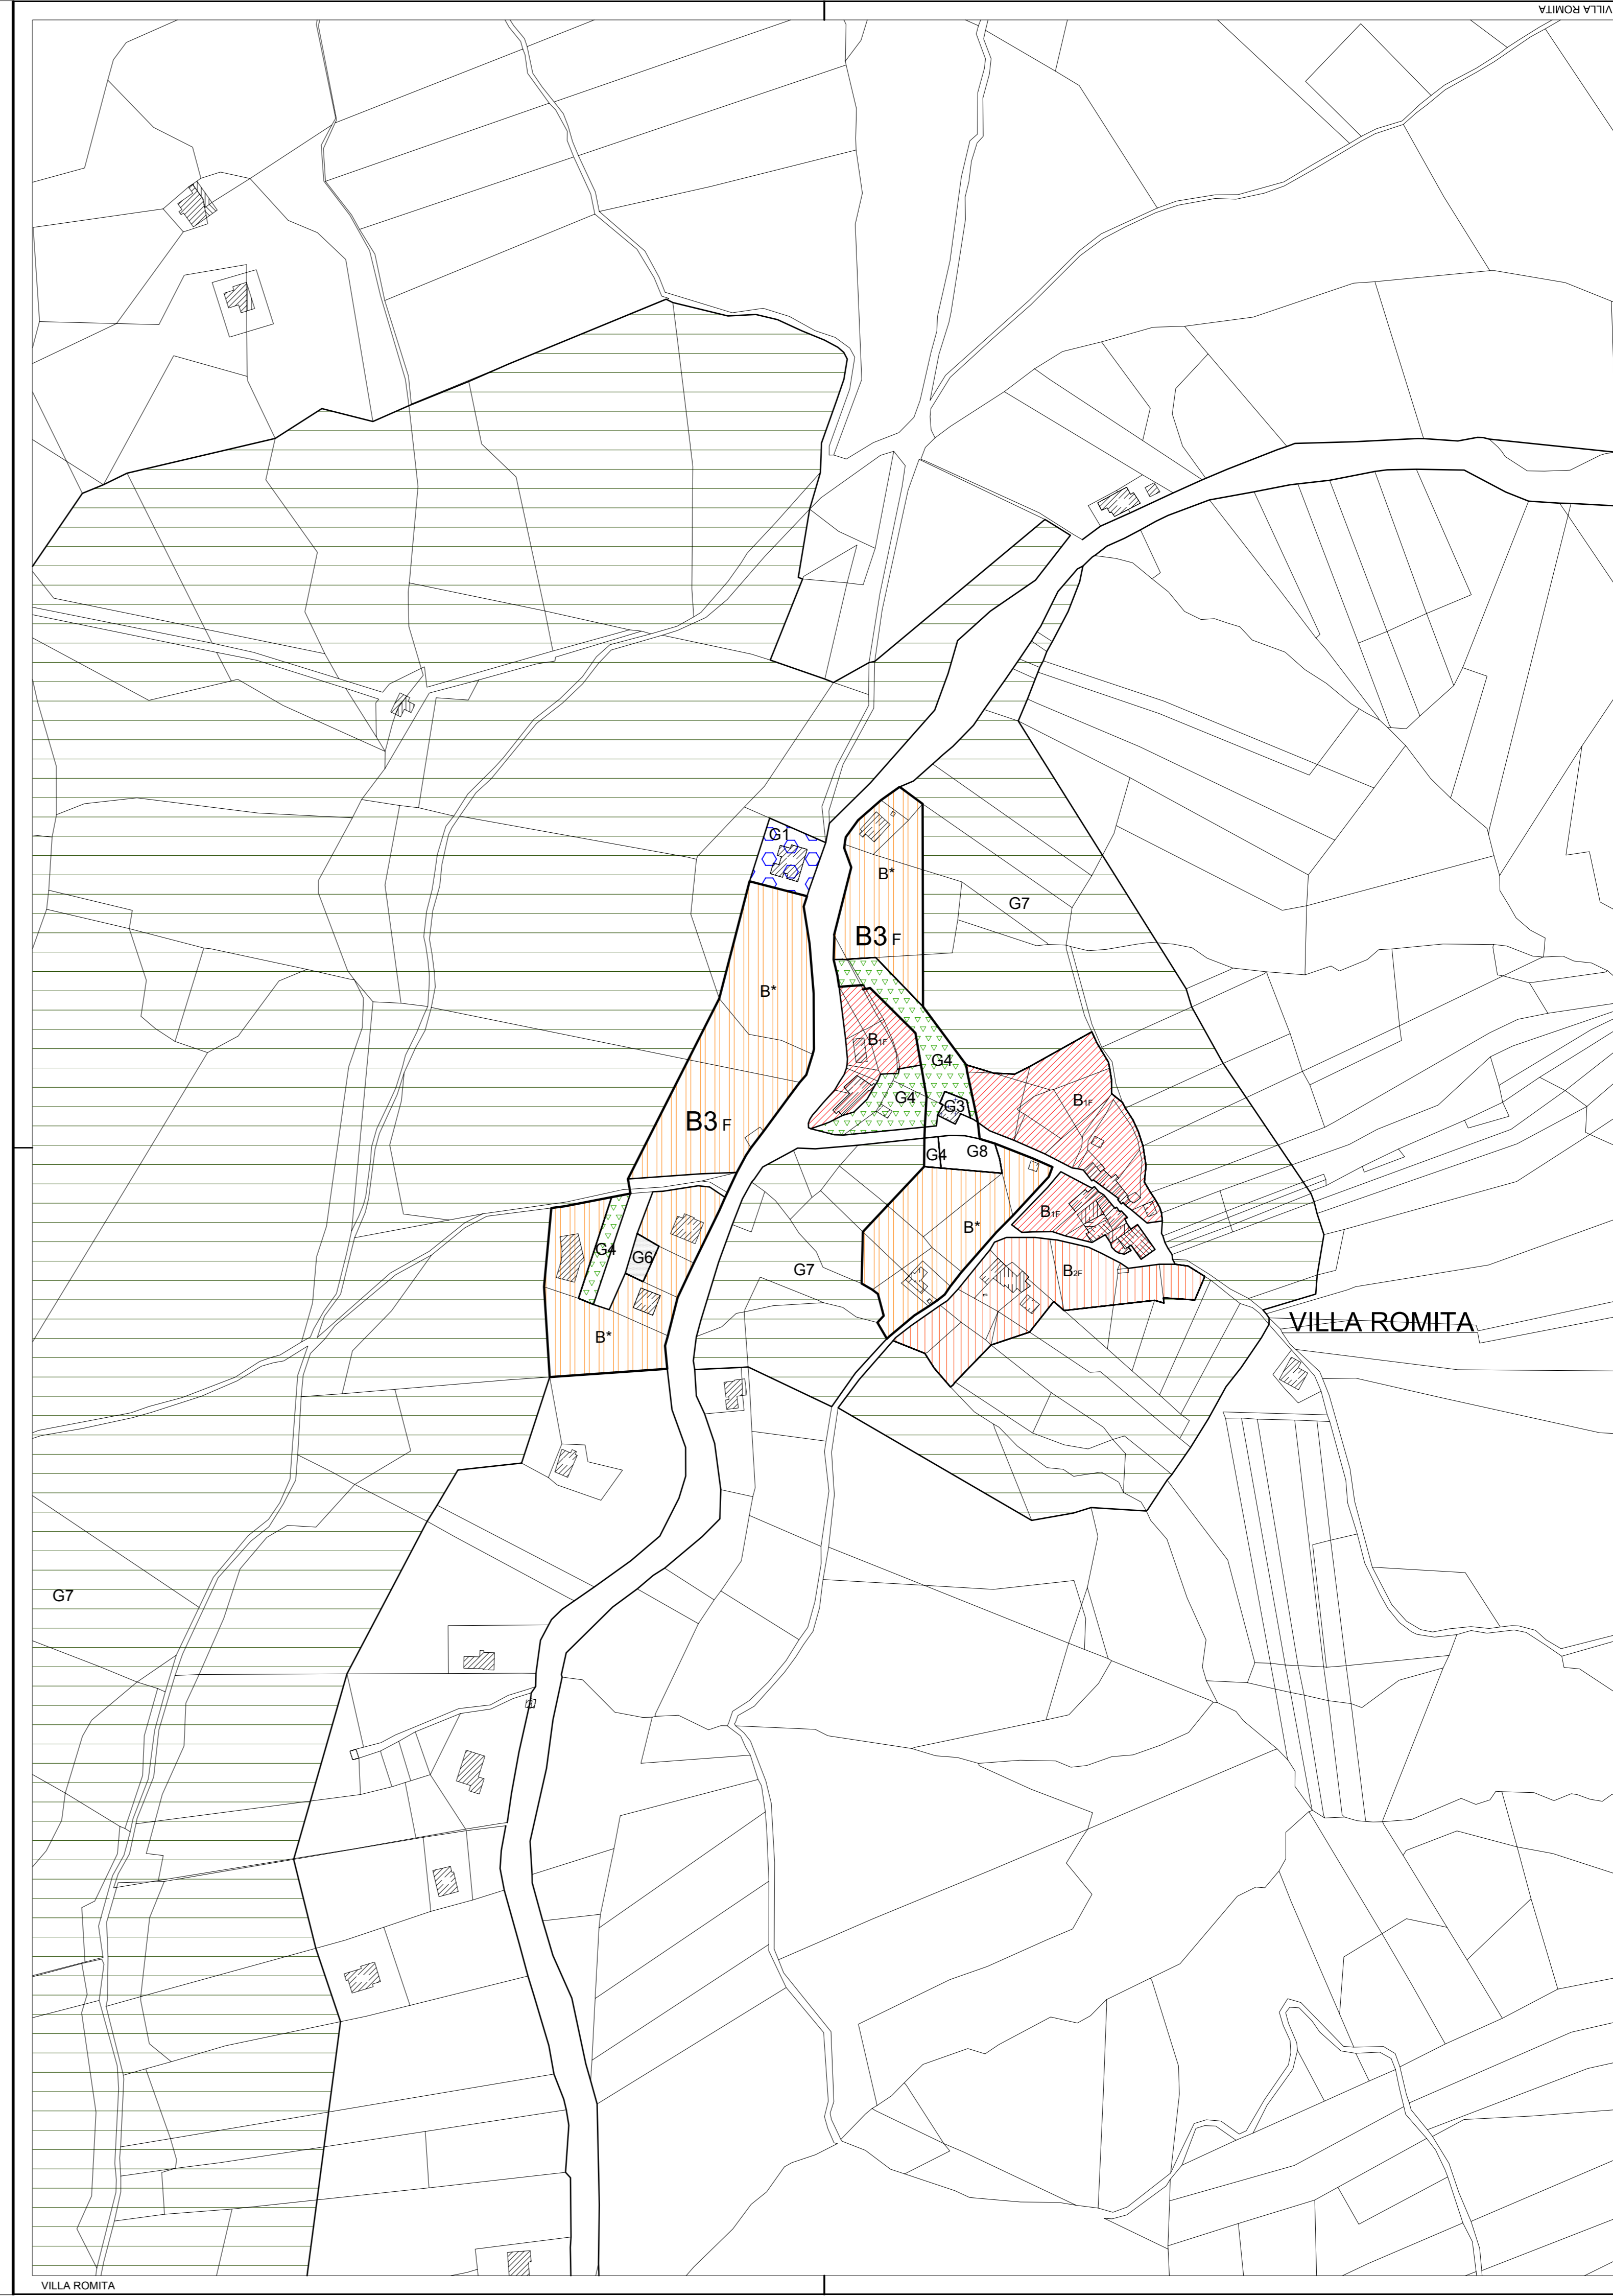 VILLA ROMITA
G1
B*
G7
B3 F
B*
B1F
G4
G4
G3
B1F
B3 F
G4
G8
B1F
B*
G4
G6
G7
B2F
VILLA ROMITA
B*
G7
VILLA ROMITA